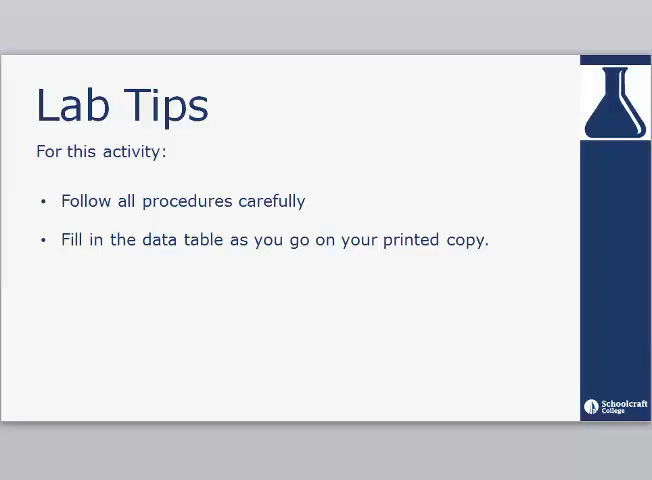 Lab Tips
For this activity:
• Follow all procedures carefully
• Fill in the data table as you go on your printed copy.
Schoolcraft
College